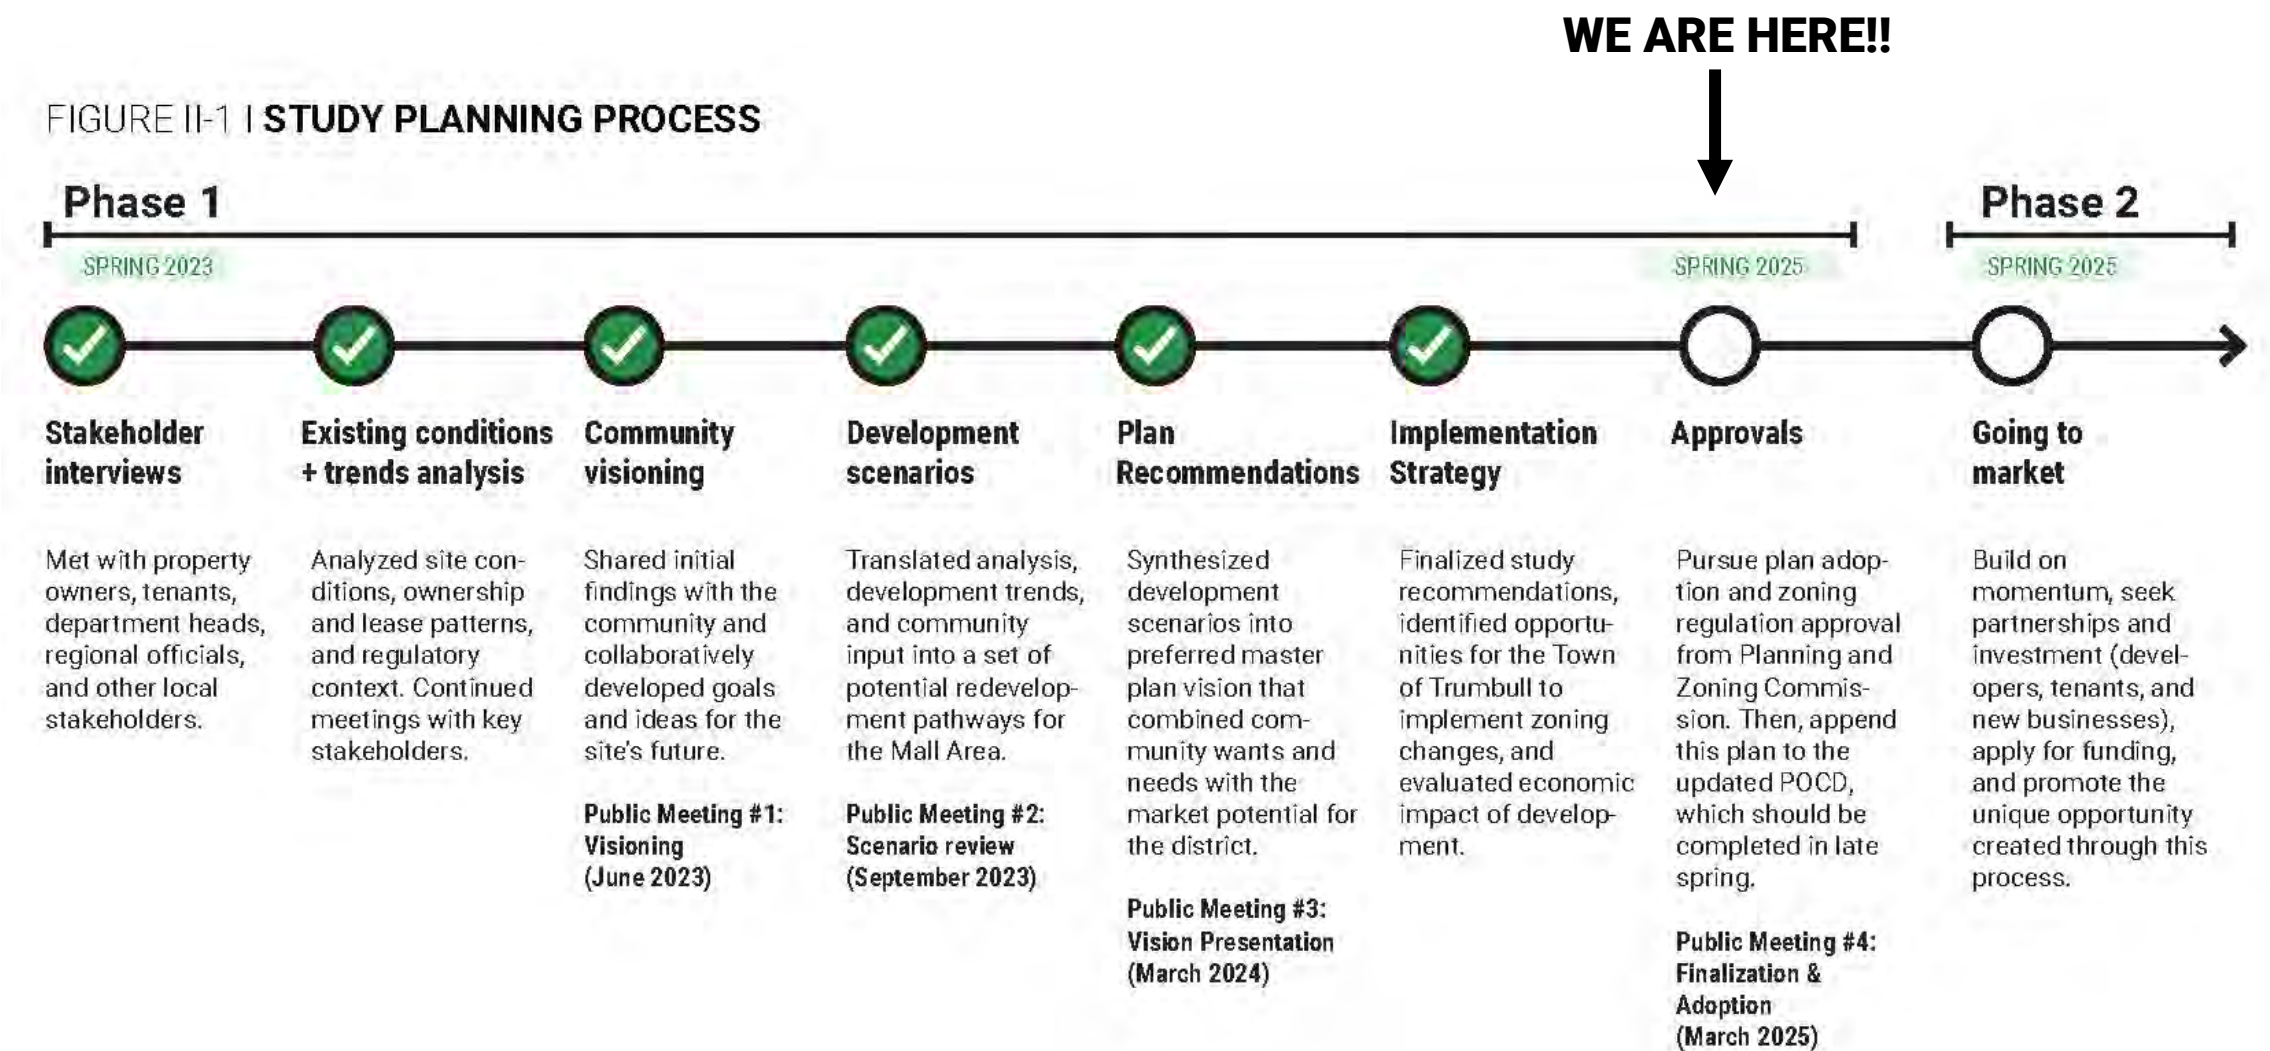 WE ARE HERE!!
FIGURE II-1 | STUDY PLANNING PROCESS
Phase 1
Phase 2
SPRING 2023
SPRING 2025
SPRING 2025
Stakeholder
interviews
Met with property
owners, tenants,
department heads,
regional officials,
and other local
stakeholders.
Existing conditions
+ trends analysis
Analyzed site con-
ditions, ownership
and lease patterns,
and regulatory
context. Continued
meetings with key
stakeholders.
Community
visioning
Shared initial
findings with the
community and
collaboratively
developed goals
and ideas for the
site's future.
Public Meeting #1:
Visioning
(June 2023)
Development
scenarios
Translated analysis,
development trends,
and community
input into a set of
potential redevelop-
ment pathways for
the Mall Area.
Public Meeting #2:
Scenario review
(September 2023)
Plan
Recommendations
Synthesized
development
scenarios into
preferred master
plan vision that
combined com-
munity wants and
needs with the
market potential for
the district.
Public Meeting #3:
Vision Presentation
(March 2024)
Implementation
Strategy
Finalized study
recommendations,
identified opportu-
nities for the Town
of Trumbull to
implement zoning
changes, and
evaluated economic
impact of develop-
ment.
Approvals
Pursue plan adop-
tion and zoning
regulation approval
from Planning and
Zoning Commis-
sion. Then, append
this plan to the
updated POCD,
which should be
completed in late
spring.
Public Meeting #4:
Finalization &
Adoption
(March 2025)
Going to
market
Build on
momentum, seek
partnerships and
investment (devel-
opers, tenants, and
new businesses),
apply for funding,
and promote the
unique opportunity
created through this
process.